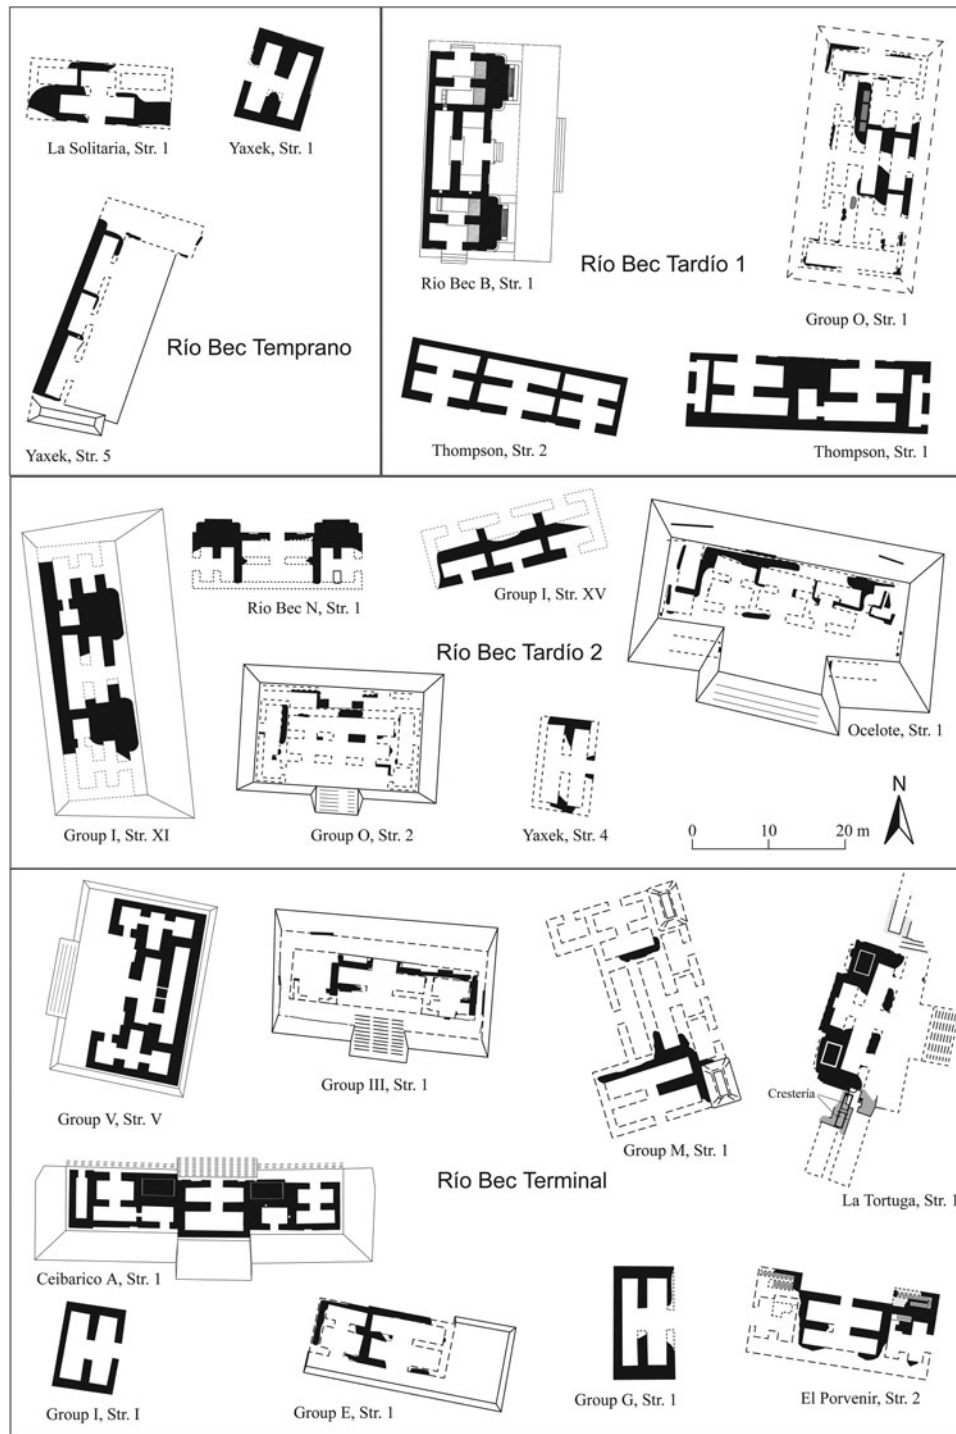 La Solitaria, Str. 1
Yaxek, Str. 1
Río Bec Temprano
Yaxek, Str. 5
Rio Bec B, Str. 1
Río Bec Tardío 1
Group O, Str. 1
Thompson, Str. 2
Thompson, Str. 1
Rio Bec N, Str. 1
Group I, Str. XV
Río Bec Tardío 2
Ocelote, Str. 1
Group I, Str. XI
Group O, Str. 2
Yaxek, Str. 4
N
0 10 20 m
Group V, Str. V
Group III, Str. 1
Group M, Str. 1
Crestería
La Tortuga, Str. 1
Río Bec Terminal
Ceibarico A, Str. 1
Group I, Str. I
Group E, Str. 1
Group G, Str. 1
El Porvenir, Str. 2